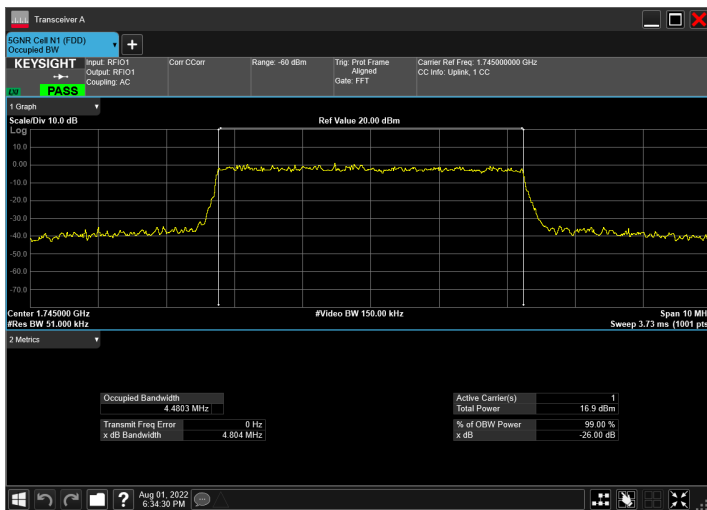 Transceiver A
5GNR Cell N1 (FDD)
Occupied BW
KEYSIGHT
PASS
Input: RFIO1
Output: RFIO1
Coupling: AC
Corr CCorr
Range: -60 dBm
Trig: Prot Frame
Aligned
Gate: FFT
Carrier Ref Freq: 1.745000000 GHz
CC Info: Uplink, 1 CC
1 Graph
Scale/Div 10.0 dB
Ref Value 20.00 dBm
Log
10.0
0.00
-10.0
-20.0
-30.0
-40.0
-50.0
-60.0
-70.0
Center 1.745000 GHz
#Video BW 150.00 kHz
Span 10 MH
#Res BW 51.000 kHz
Sweep 3.73 ms (1001 pts
2 Metrics
Occupied Bandwidth
4.4803 MHz
Transmit Freq Error 0 Hz
x dB Bandwidth 4.804 MHz
Active Carrier(s) 1
Total Power 16.9 dBm
% of OBW Power 99.00 %
x dB -26.00 dB
?
Aug 01, 2022
6:34:30 PM